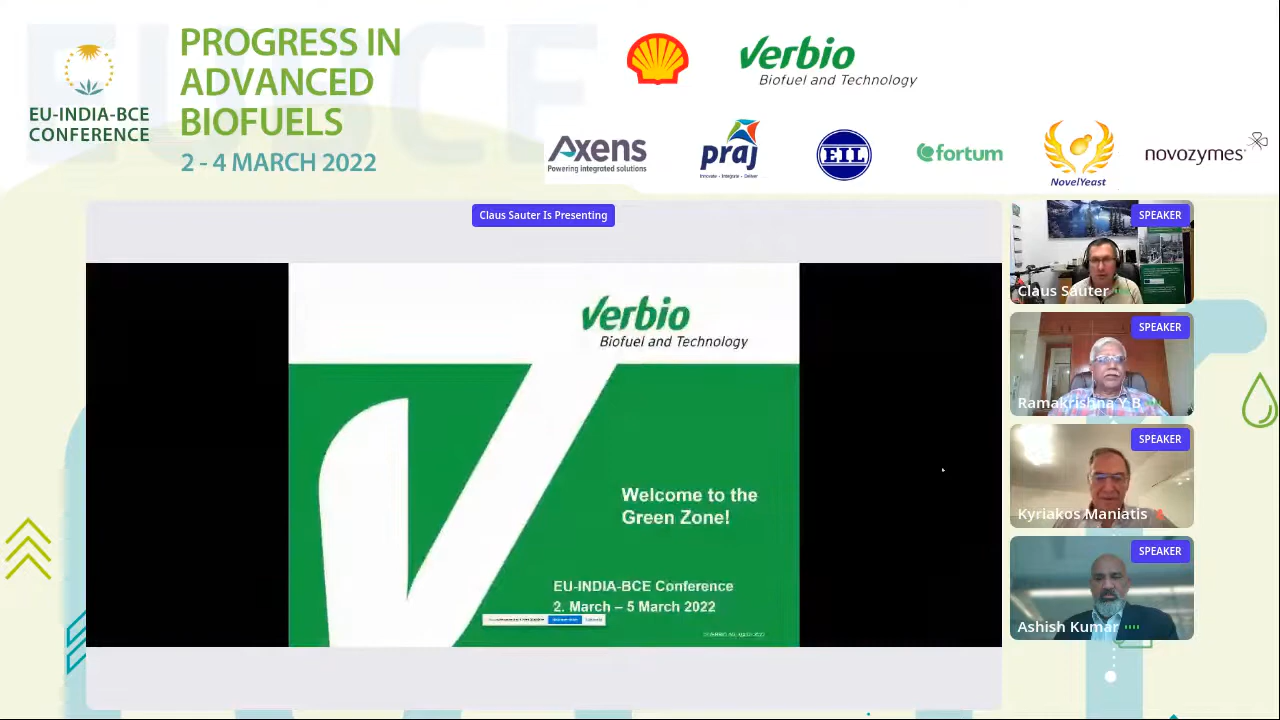 EU-INDIA-BCE
CONFERENCE
PROGRESS IN
ADVANCED
BIOFUELS
2 - 4 MARCH 2022
Verbio
Biofuel and Technology
Axens
Powering integrated solutions
praj
Innovate • Integrate • Deliver
EIL
fortum
NovelYeast
novozymes
Claus Sauter Is Presenting
Verbio
Biofuel and Technology
Welcome to the
Green Zone!
EU-INDIA-BCE Conference
2. March – 5 March 2022
SPEAKER
Claus Sauter
SPEAKER
Ramakrishna Y B
SPEAKER
Kyriakos Maniatis
SPEAKER
Ashish Kumar